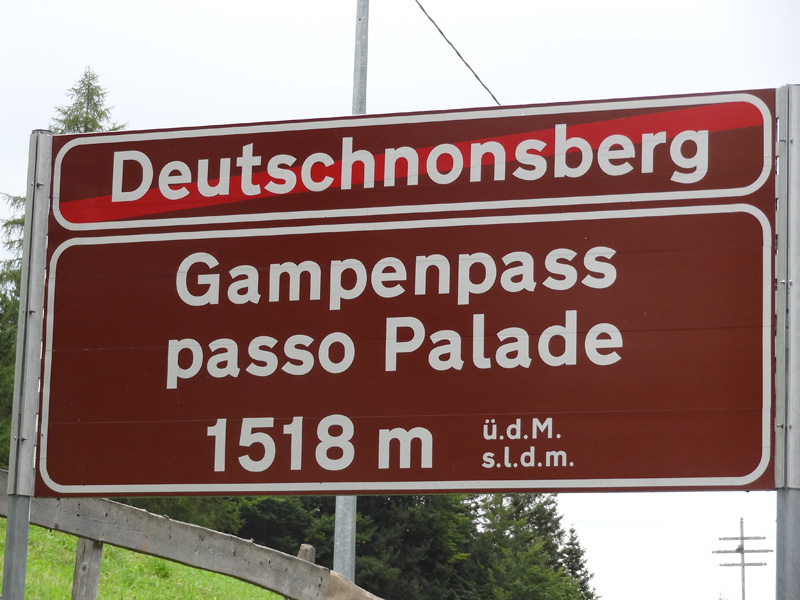 Deutschnonsberg
Gampenpass
passo Palade
1518 m ü.d.M.
s.l.d.m.